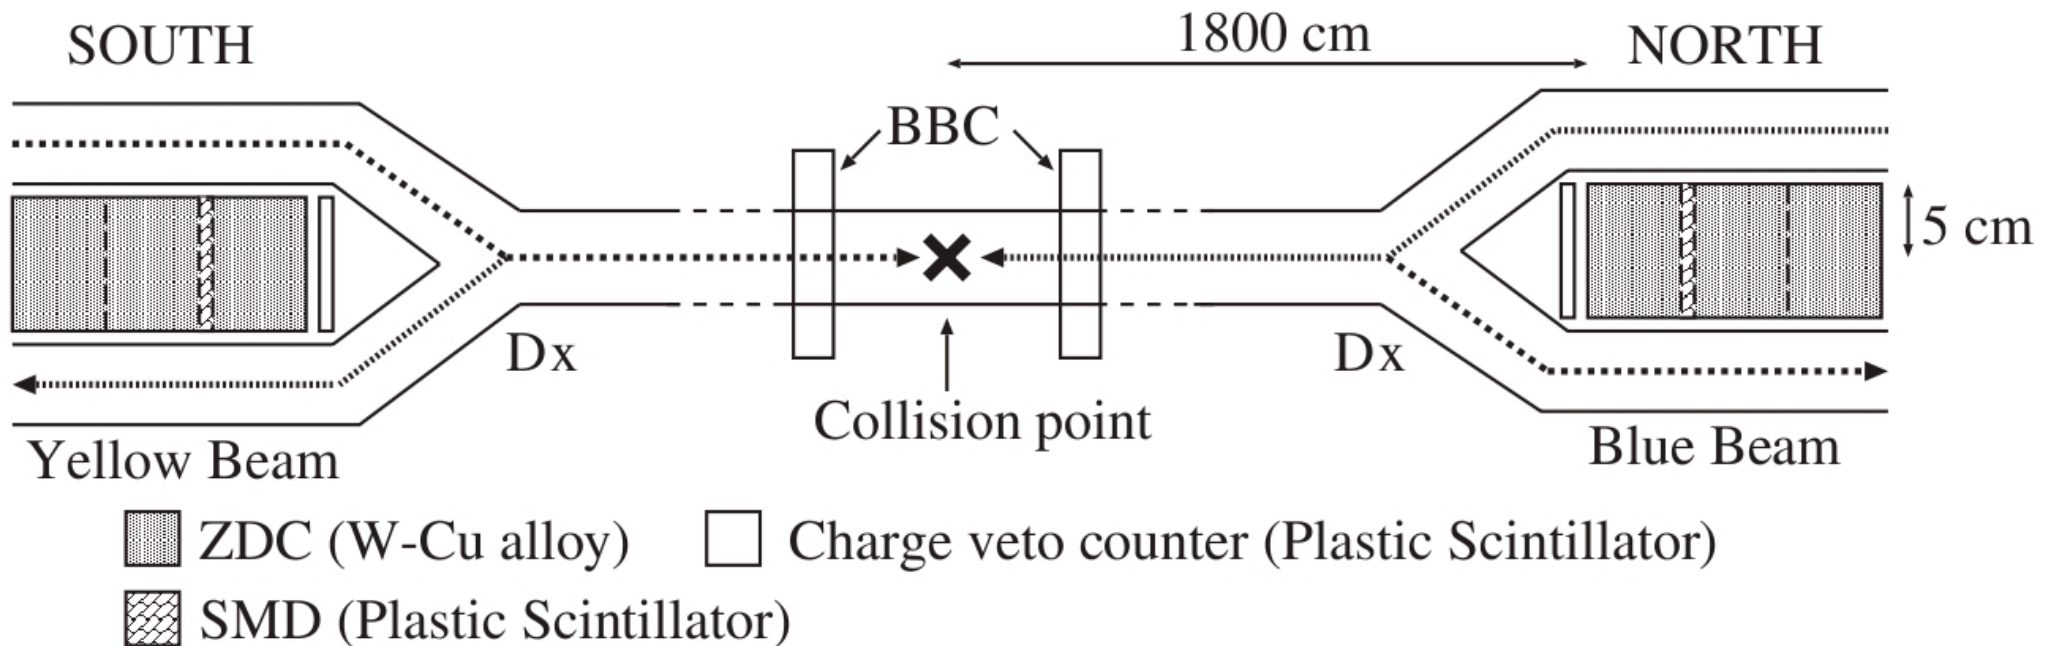 SOUTH
1800 cm
NORTH
BBC
5 cm
Dx
Dx
Collision point
Yellow Beam
Blue Beam
ZDC (W-Cu alloy)
Charge veto counter (Plastic Scintillator)
SMD (Plastic Scintillator)